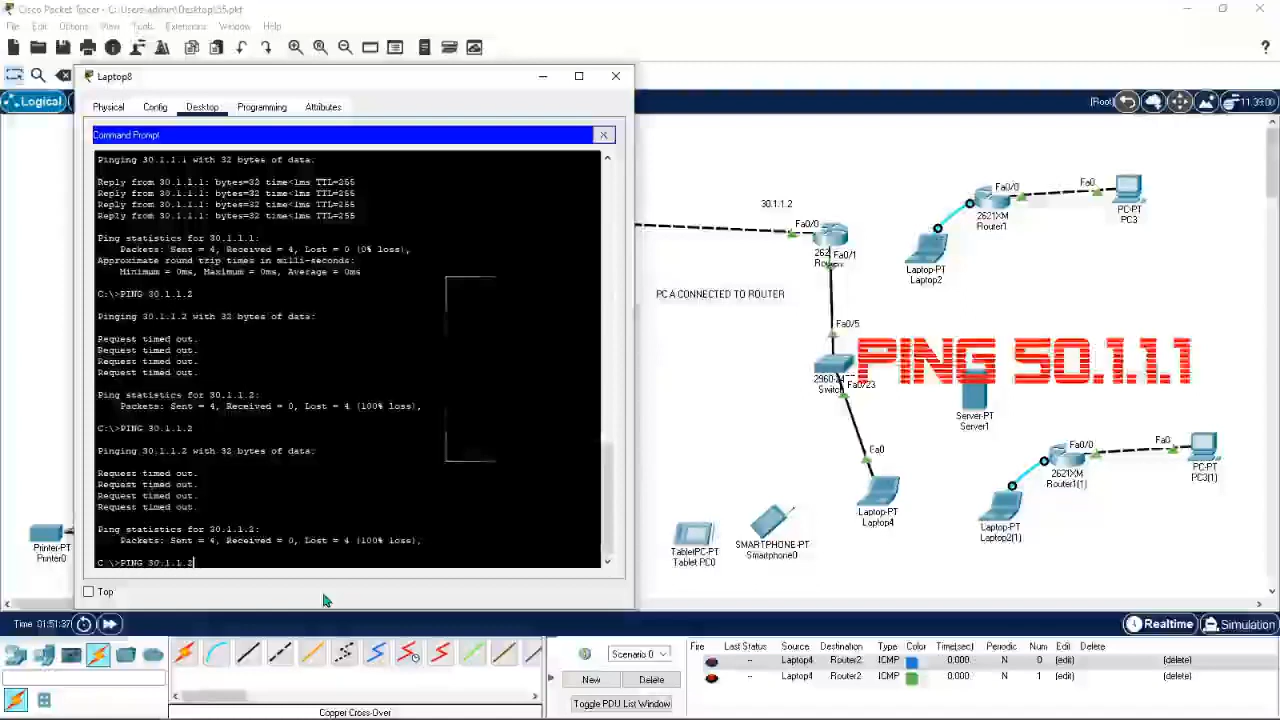 Cisco Packet Tracer - C:\Users\admin\Desktop\55.pkt
File Edit Options View Tools Extensions Window Help
Logical
[Root]
11:39:00
Laptop8
Physical Config Desktop Programming Attributes
Command Prompt
X
Pinging 30.1.1.1 with 32 bytes of data:
Reply from 30.1.1.1: bytes=32 time<1ms TTL=255
Reply from 30.1.1.1: bytes=32 time<1ms TTL=255
Reply from 30.1.1.1: bytes=32 time<1ms TTL=255
Reply from 30.1.1.1: bytes=32 time<1ms TTL=255
Ping statistics for 30.1.1.1:
Packets: Sent = 4, Received = 4, Lost = 0 (0% loss),
Approximate round trip times in milli-seconds:
Minimum = 0ms, Maximum = 0ms, Average = 0ms
C:\>PING 30.1.1.2
Pinging 30.1.1.2 with 32 bytes of data:
Request timed out.
Request timed out.
Request timed out.
Request timed out.
Ping statistics for 30.1.1.2:
Packets: Sent = 4, Received = 0, Lost = 4 (100% loss),
C:\>PING 30.1.1.2
Pinging 30.1.1.2 with 32 bytes of data:
Request timed out.
Request timed out.
Request timed out.
Request timed out.
Ping statistics for 30.1.1.2:
Packets: Sent = 4, Received = 0, Lost = 4 (100% loss),
C:\>PING 30.1.1.2
Top
30.1.1.2
Fa0/0
Fa0/1
PC A CONNECTED TO ROUTER
Fa0/5
Fa0/23
Fa0
Laptop-PT
Laptop4
Fa0/0
Fa0
2621XM
Router1
PC-PT
PC3
Laptop-PT
Laptop2
PING 50.1.1.1
Server-PT
Server1
Fa0/0
Fa0
2621XM
Router1(1)
PC-PT
PC3(1)
Laptop-PT
Laptop2(1)
TabletPC-PT
Tablet PC0
SMARTPHONE-PT
Smartphone0
Printer-PT
Printer0
Time: 01:51:37
Realtime
Simulation
Scenario 0
New Delete
Toggle PDU List Window
Copper Cross-Over
Fire Last Status Source Destination Type Color Time(sec) Periodic Num Edit Delete
-- Laptop4 Router2 ICMP 0.000 N 0 (edit) (delete)
-- Laptop4 Router2 ICMP 0.000 N 1 (edit) (delete)